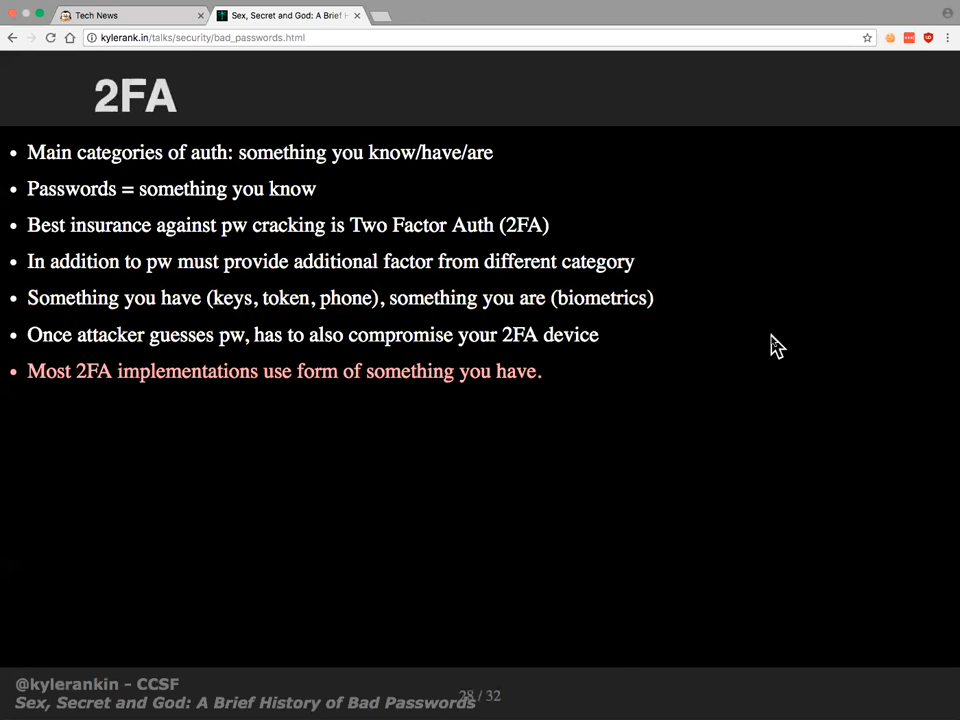 Tech News
Sex, Secret and God: A Brief H
kylerank.in/talks/security/bad_passwords.html
2FA
• Main categories of auth: something you know/have/are
• Passwords = something you know
• Best insurance against pw cracking is Two Factor Auth (2FA)
• In addition to pw must provide additional factor from different category
• Something you have (keys, token, phone), something you are (biometrics)
• Once attacker guesses pw, has to also compromise your 2FA device
• Most 2FA implementations use form of something you have.
@kylerankin - CCSF
Sex, Secret and God: A Brief History of Bad Passwords
28 / 32